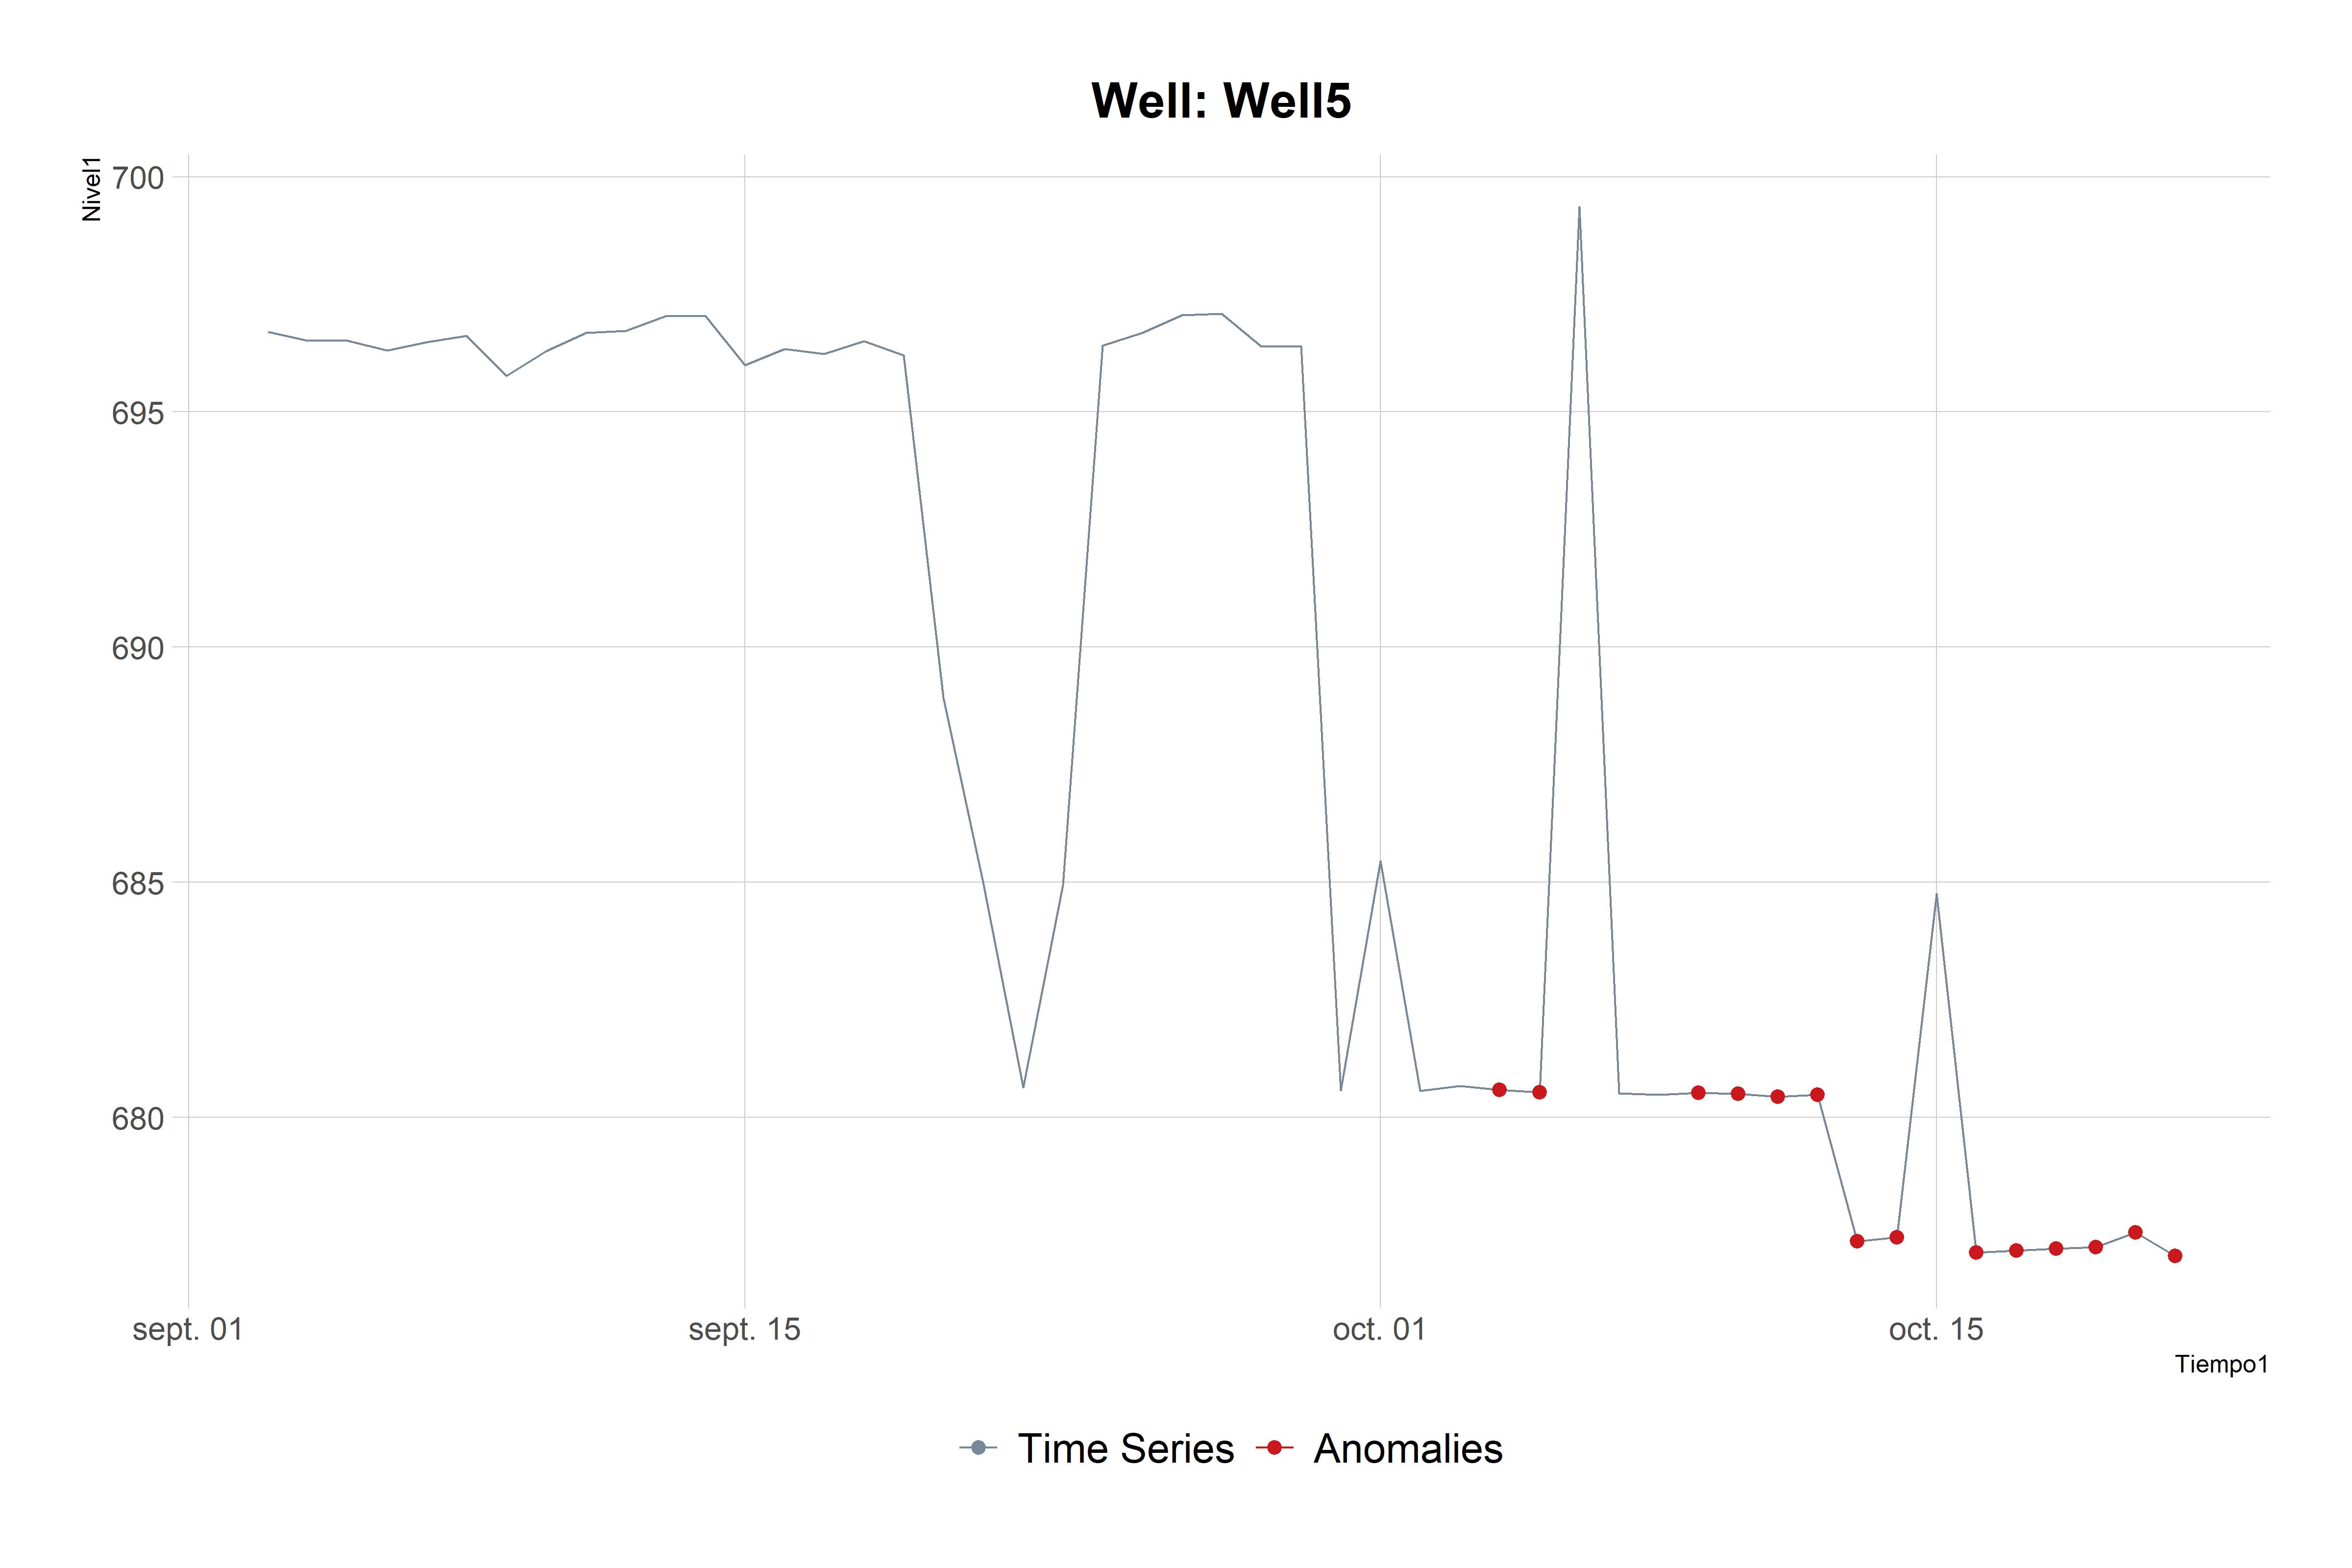 Well: Well5
Nivel1
700
695
690
685
680
sept. 01
sept. 15
oct. 01
oct. 15
Tiempo1
Time Series
Anomalies